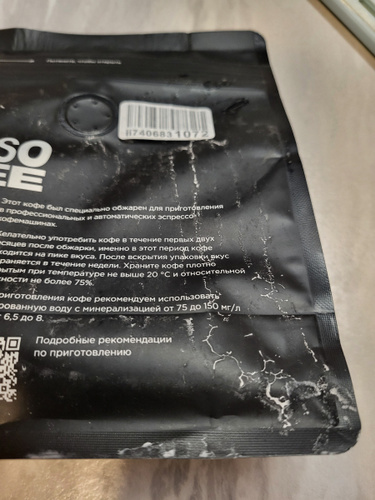 SO
EE
87406831072
Этот кофе был специально обжарен для приготовления
в профессиональных и автоматических эспрессо-
кофемашинах.
Желательно употребить кофе в течение первых двух
месяцев после обжарки, именно в этот период кофе
находится на пике вкуса. После вскрытия упаковки вкус
сохраняется в течение недели. Храните кофе плотно
закрытым при температуре не выше 20 °С и относительной
влажности не более 75%.
приготовления кофе рекомендуем использовать
рованную воду с минерализацией от 75 до 150 мг/л
6,5 до 8.
Подробные рекомендации
по приготовлению